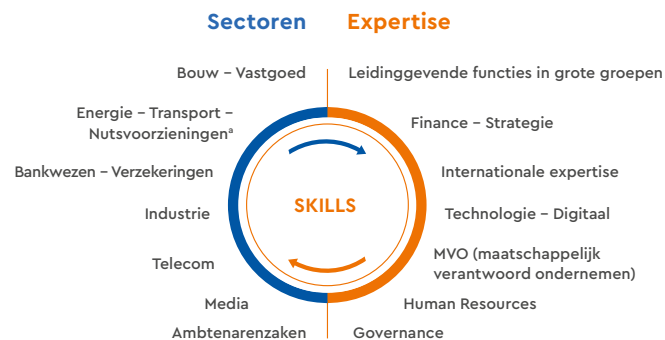 Sectoren
Expertise
Bouw – Vastgoed
Leidinggevende functies in grote groepen
Energie – Transport –
Nutsvoorzieningenᵃ
Finance – Strategie
Bankwezen – Verzekeringen
Internationale expertise
SKILLS
Industrie
Technologie – Digitaal
Telecom
MVO (maatschappelijk
verantwoord ondernemen)
Media
Human Resources
Ambtenarenzaken
Governance